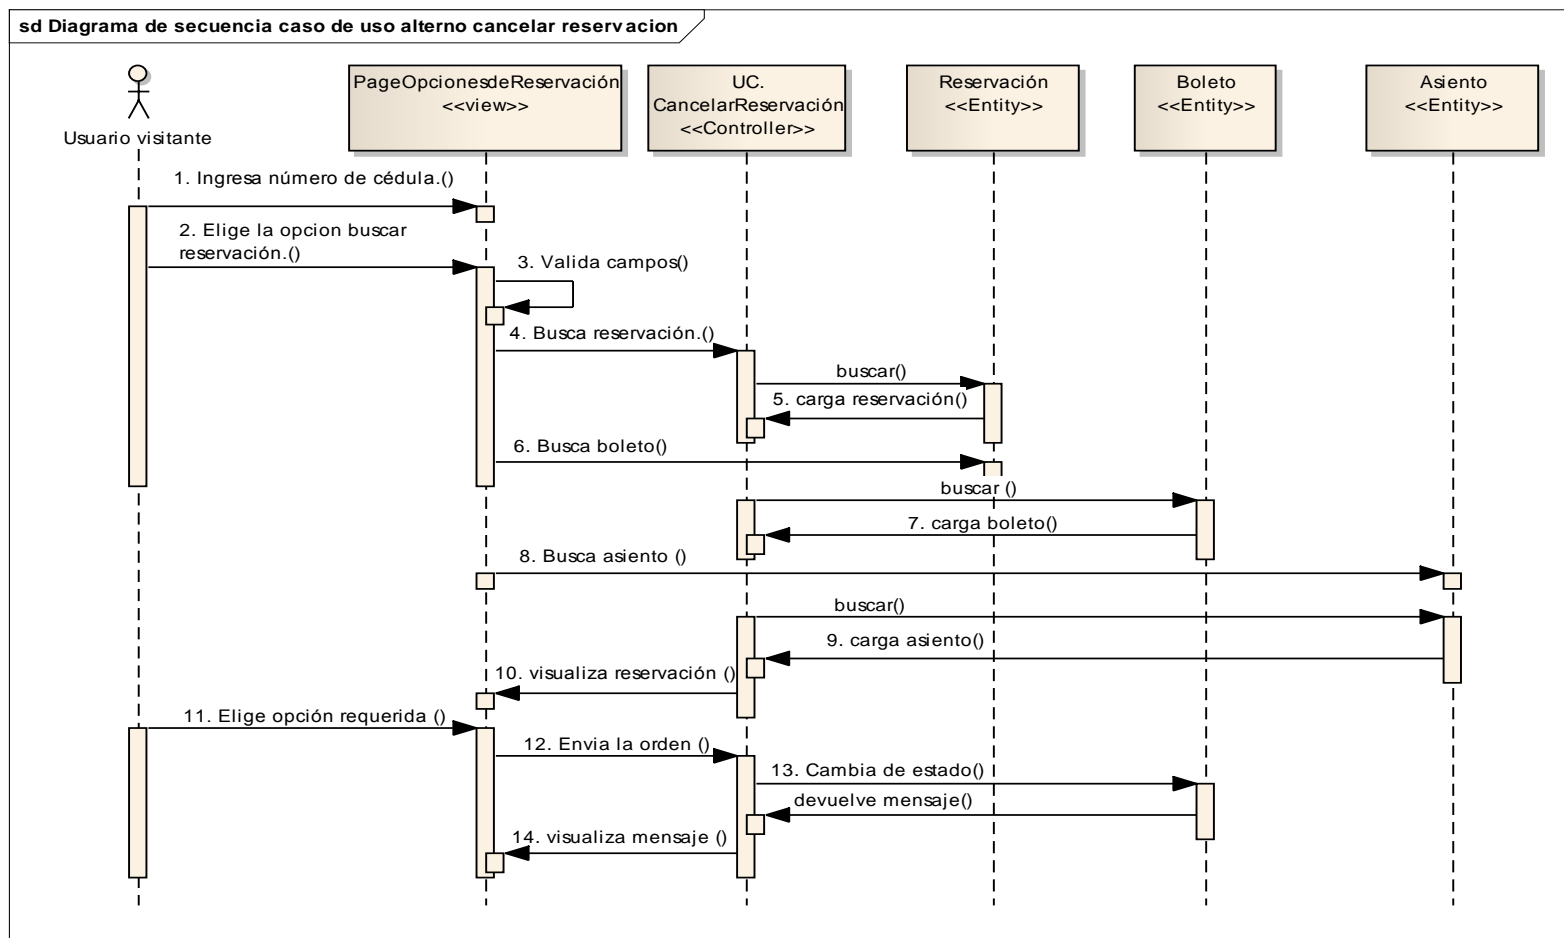 sd Diagrama de secuencia caso de uso alterno cancelar reservacion
Usuario visitante
PageOpcionesdeReservación
<<view>>
UC.
CancelarReservación
<<Controller>>
Reservación
<<Entity>>
Boleto
<<Entity>>
Asiento
<<Entity>>
1. Ingresa número de cédula.()
2. Elige la opcion buscar
reservación.()
3. Valida campos()
4. Busca reservación.()
buscar()
5. carga reservación()
6. Busca boleto()
buscar ()
7. carga boleto()
8. Busca asiento ()
buscar()
9. carga asiento()
10. visualiza reservación ()
11. Elige opción requerida ()
12. Envia la orden ()
13. Cambia de estado()
devuelve mensaje()
14. visualiza mensaje ()